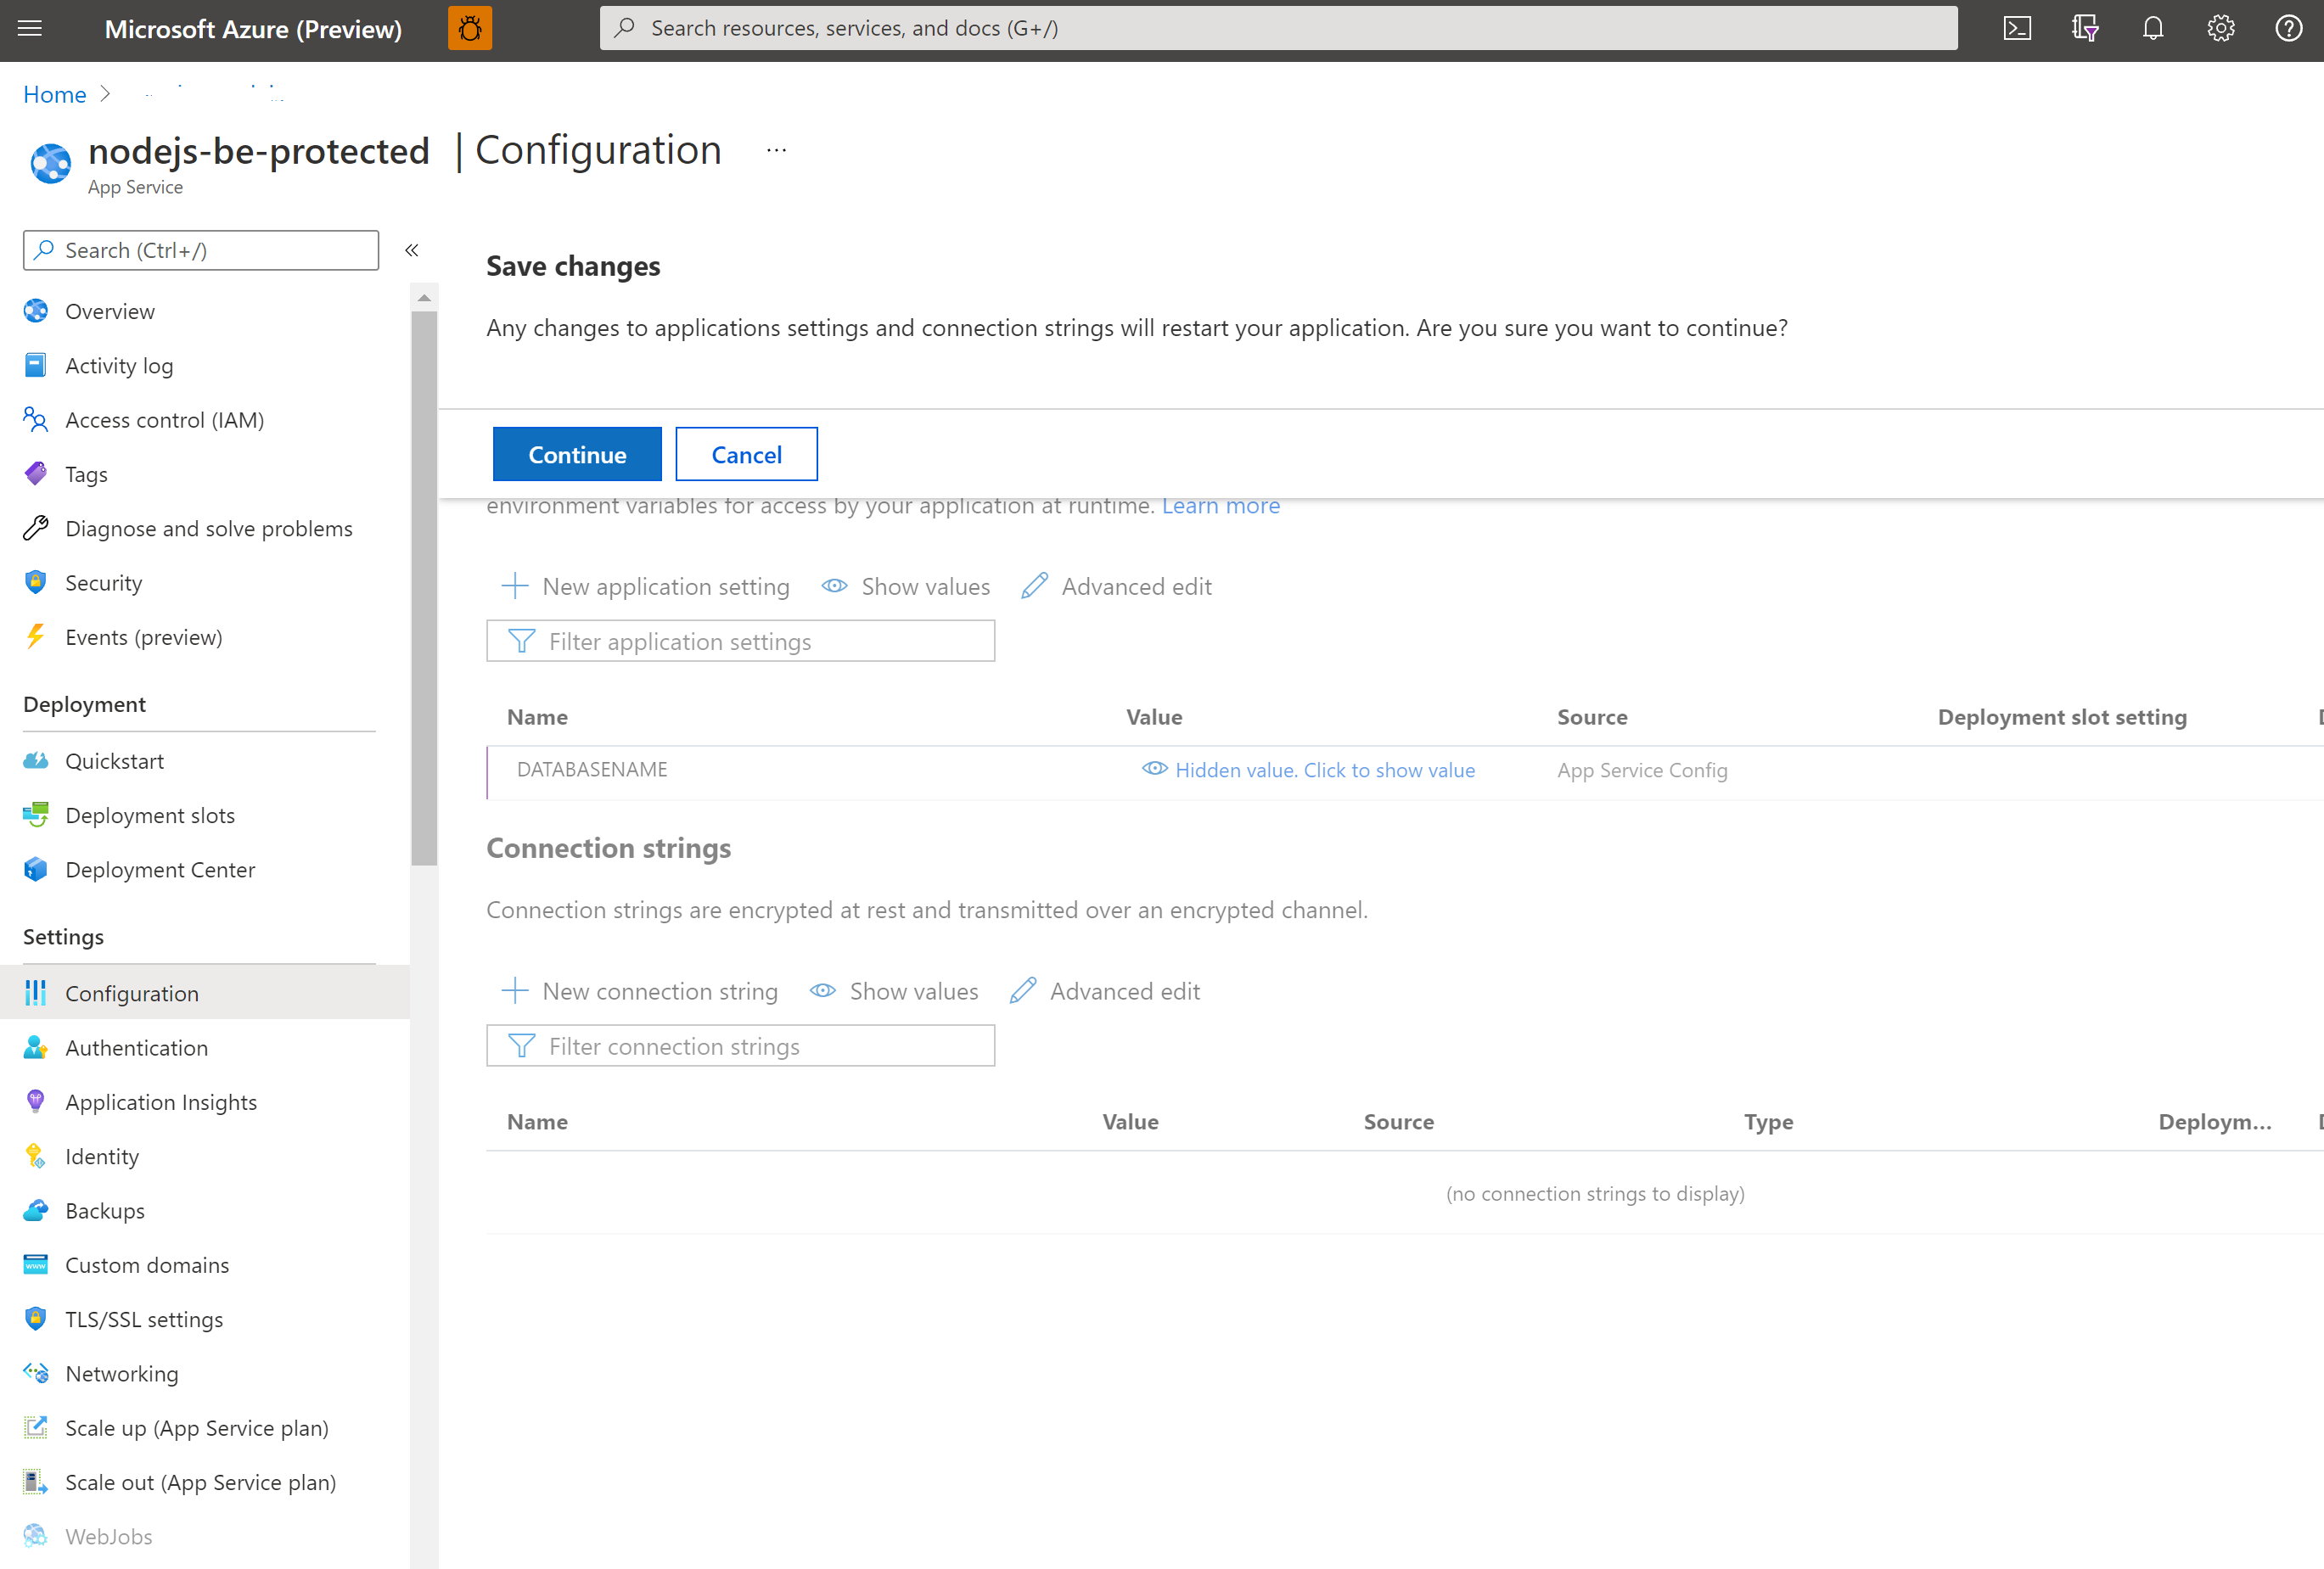 Microsoft Azure (Preview)
Search resources, services, and docs (G+/)
Home
nodejs-be-protected | Configuration ...
App Service
Search (Ctrl+/)
Overview
Activity log
Access control (IAM)
Tags
Diagnose and solve problems
Security
Events (preview)
Deployment
Quickstart
Deployment slots
Deployment Center
Settings
Configuration
Authentication
Application Insights
Identity
Backups
Custom domains
TLS/SSL settings
Networking
Scale up (App Service plan)
Scale out (App Service plan)
WebJobs
Save changes
Any changes to applications settings and connection strings will restart your application. Are you sure you want to continue?
Continue Cancel
environment variables for access by your application at runtime. Learn more
New application setting Show values Advanced edit
Filter application settings
Name Value Source Deployment slot setting
DATABASENAME Hidden value. Click to show value App Service Config
Connection strings
Connection strings are encrypted at rest and transmitted over an encrypted channel.
New connection string Show values Advanced edit
Filter connection strings
Name Value Source Type Deploym...
(no connection strings to display)